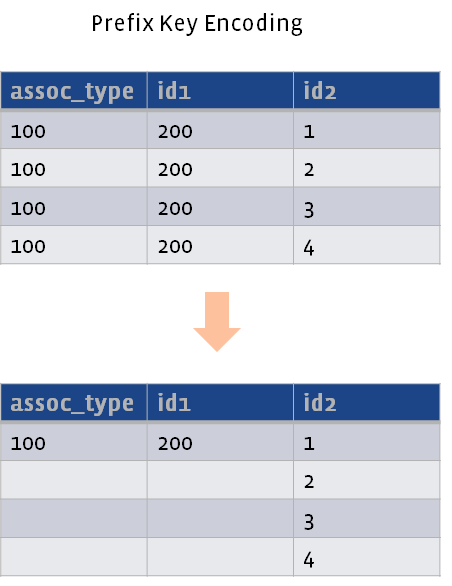 Prefix Key Encoding
assoc_type id1 id2
100 200 1
100 200 2
100 200 3
100 200 4
assoc_type id1 id2
100 200 1
2
3
4